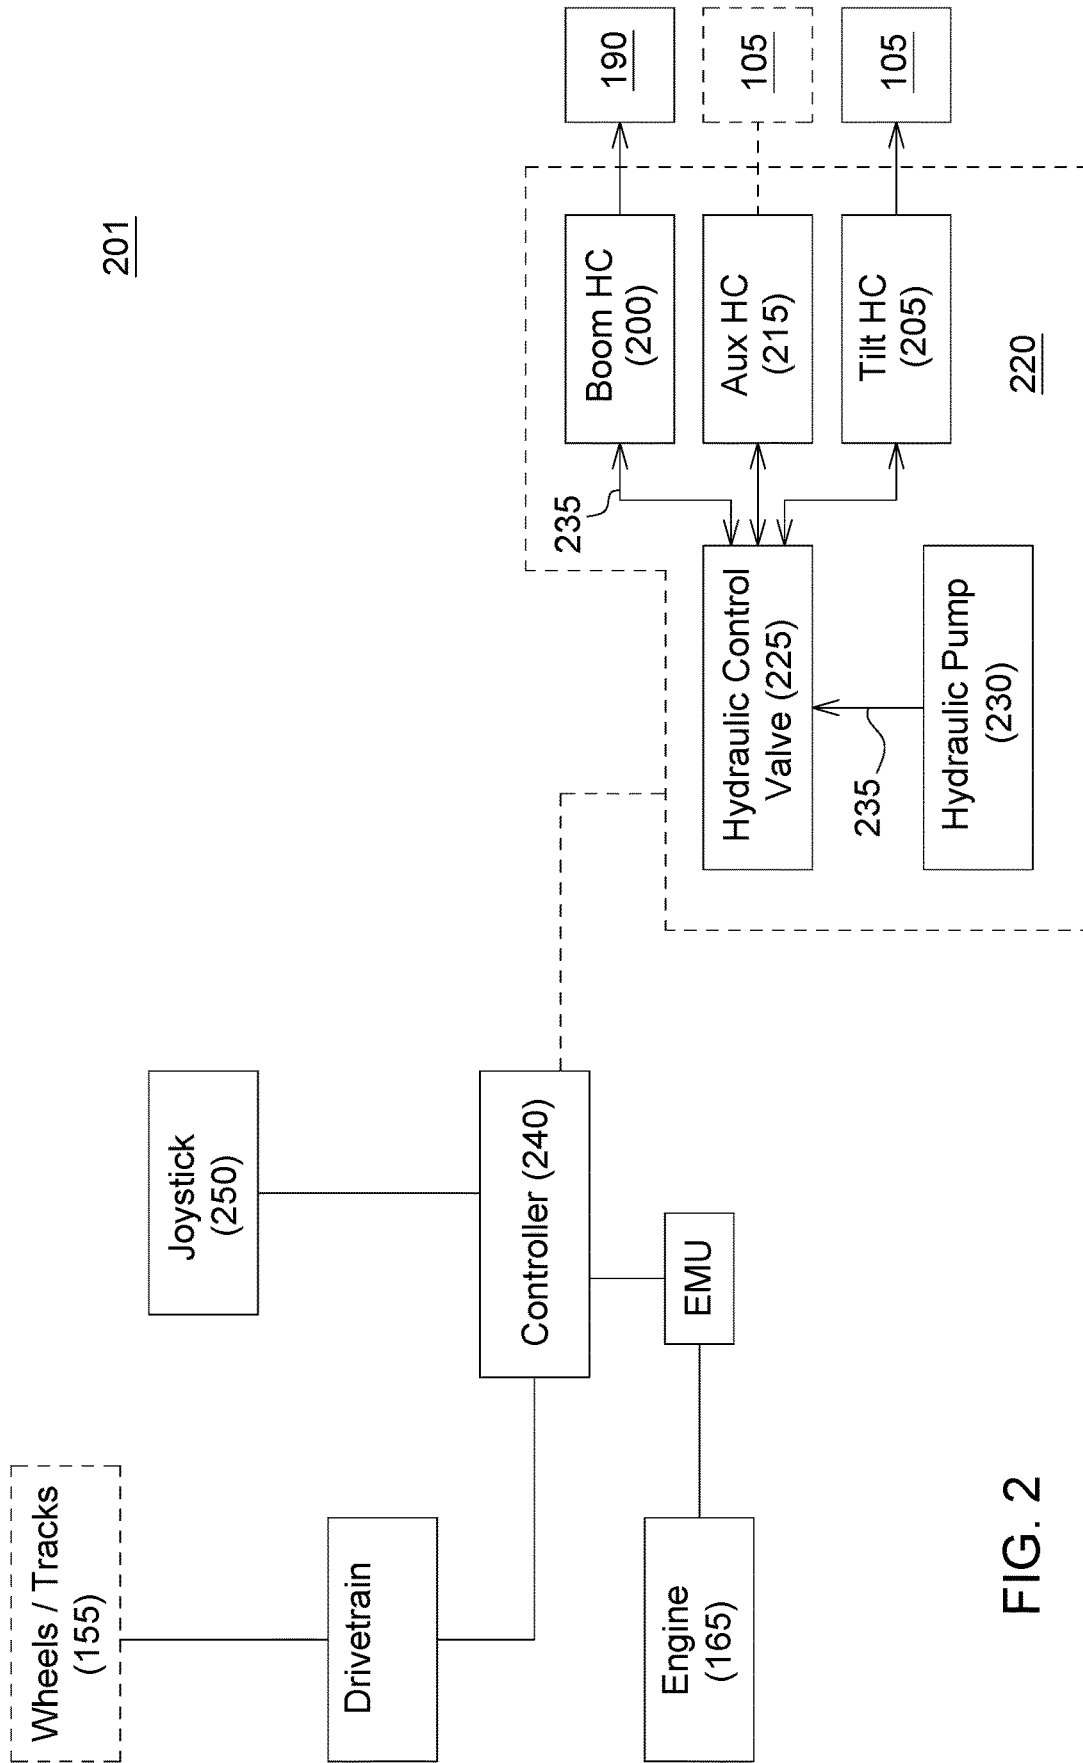 201
Wheels / Tracks
(155)
Joystick
(250)
Drivetrain
Controller (240)
Engine
(165)
EMU
235
Boom HC
(200)
190
Hydraulic Control
Valve (225)
Aux HC
(215)
105
235
Tilt HC
(205)
105
Hydraulic Pump
(230)
220
FIG. 2